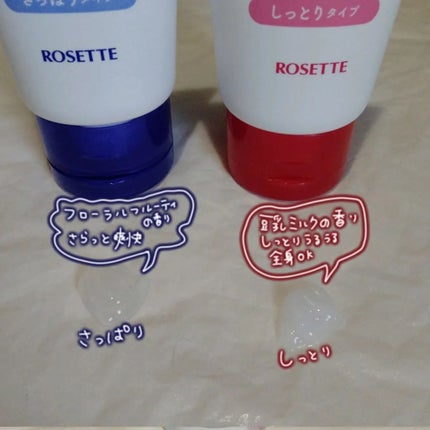 さっぱりタイプ
ROSETTE
しっとりタイプ
ROSETTE
フローラルフルーティ
の香り
さらっと爽快
さっぱり
豆乳ミルクの香り
しっとりうるうる
全身OK
しっとり